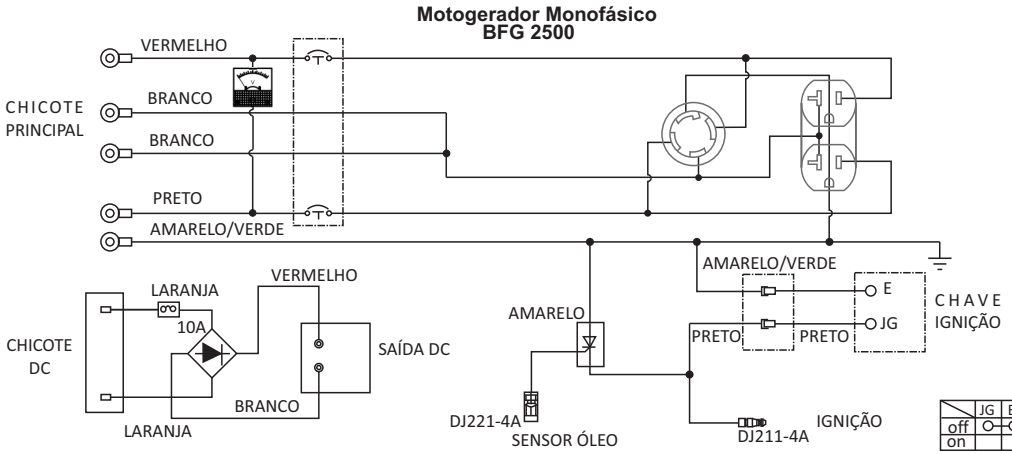 Motogerador Monofásico
BFG 2500
VERMELHO
BRANCO
CHICOTE
PRINCIPAL
BRANCO
PRETO
AMARELO/VERDE
V
VERMELHO
LARANJA
10A
CHICOTE
DC
SAÍDA DC
BRANCO
LARANJA
AMARELO/VERDE
E
CHAVE
IGNIÇÃO
AMARELO
JG
PRETO
PRETO
DJ221-4A
SENSOR ÓLEO
IGNIÇÃO
DJ211-4A
JG E
off
on